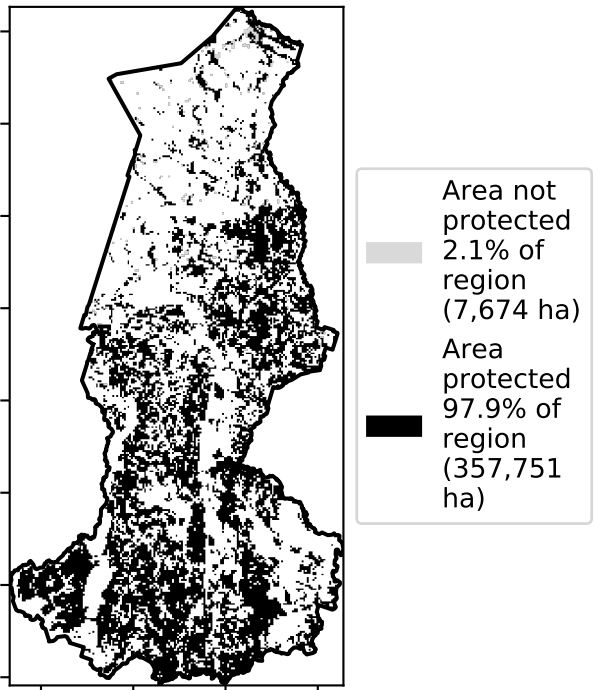 Area not
protected
2.1% of
region
(7,674 ha)
Area
protected
97.9% of
region
(357,751
ha)